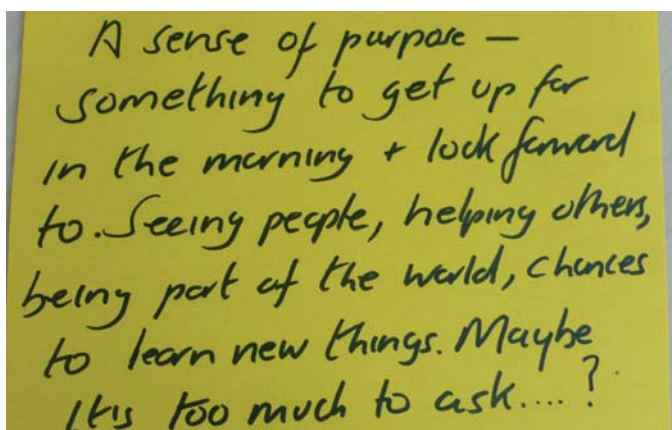 A sense of purpose –
something to get up for
in the morning + look forward
to. Seeing people, helping others,
being part of the world, chances
to learn new things. Maybe
Itis too much to ask....?